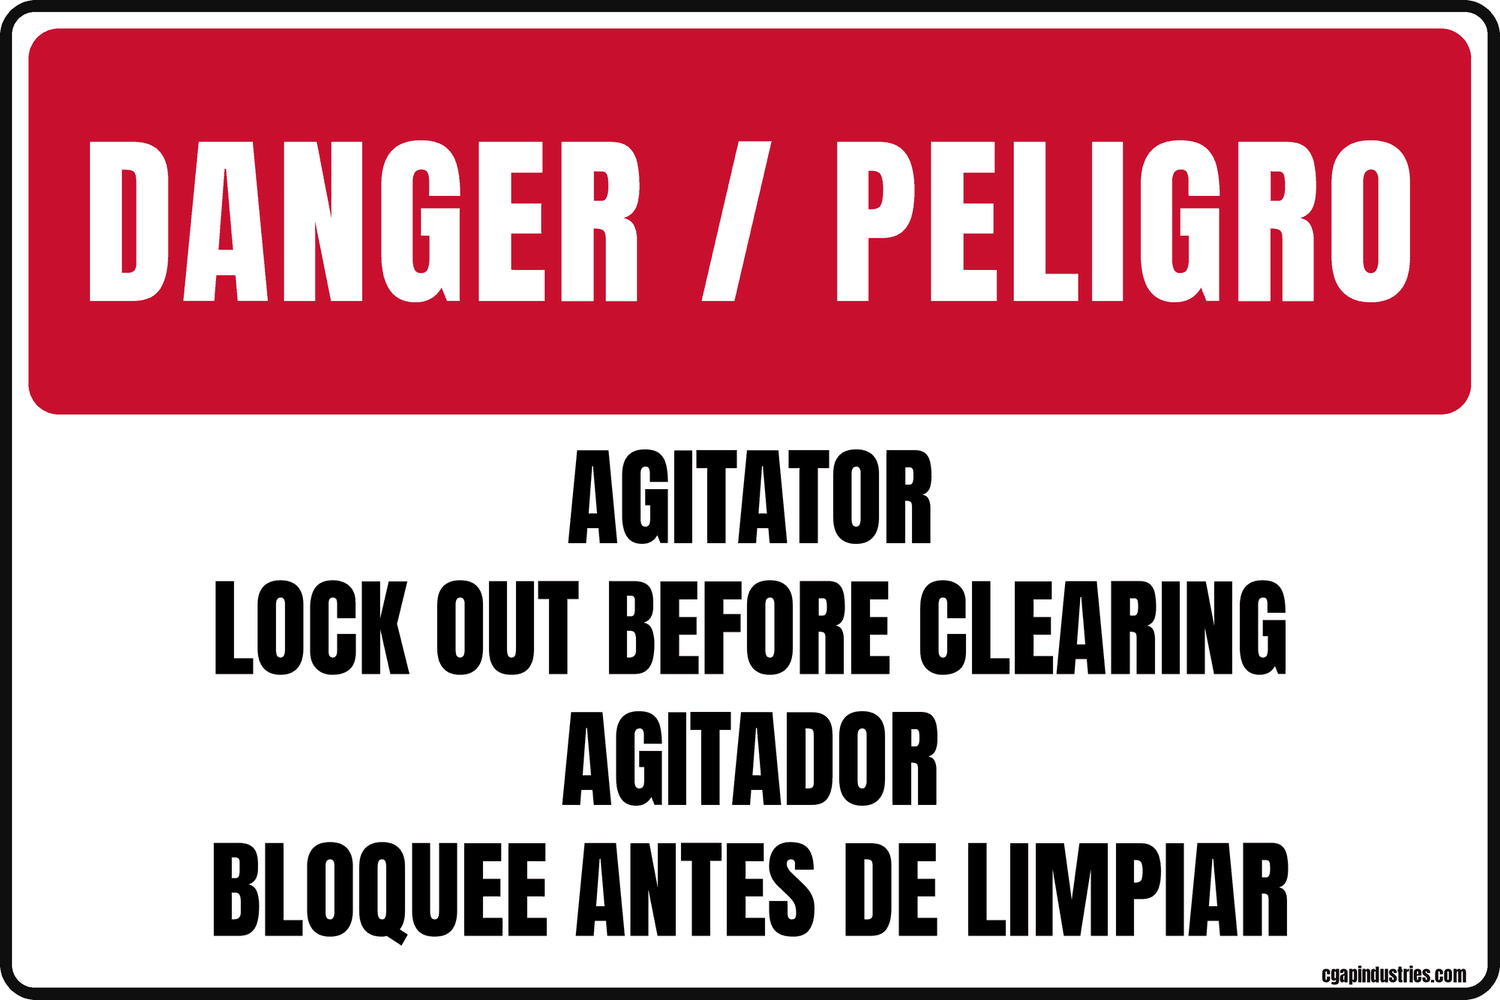 DANGER / PELIGRO
AGITATOR
LOCK OUT BEFORE CLEARING
AGITADOR
BLOQUEE ANTES DE LIMPIAR
cgapindustries.com